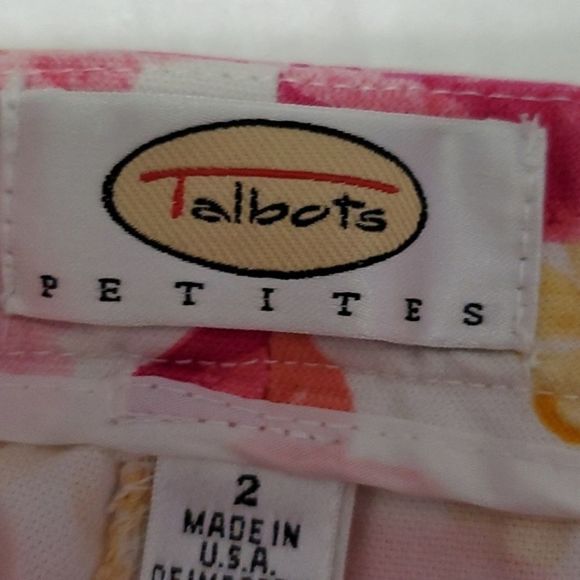 Talbots
PETITES
2
MADE IN
U.S.A.